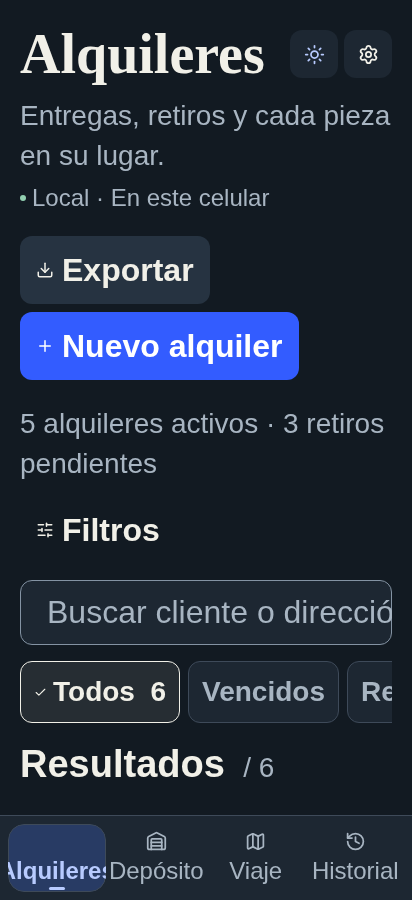 Alquileres
Entregas, retiros y cada pieza
en su lugar.
Local · En este celular
Exportar
Nuevo alquiler
5 alquileres activos · 3 retiros
pendientes
Filtros
Buscar cliente o direcció
Todos 6 Vencidos Re
Resultados / 6
Alquileres Depósito Viaje Historial